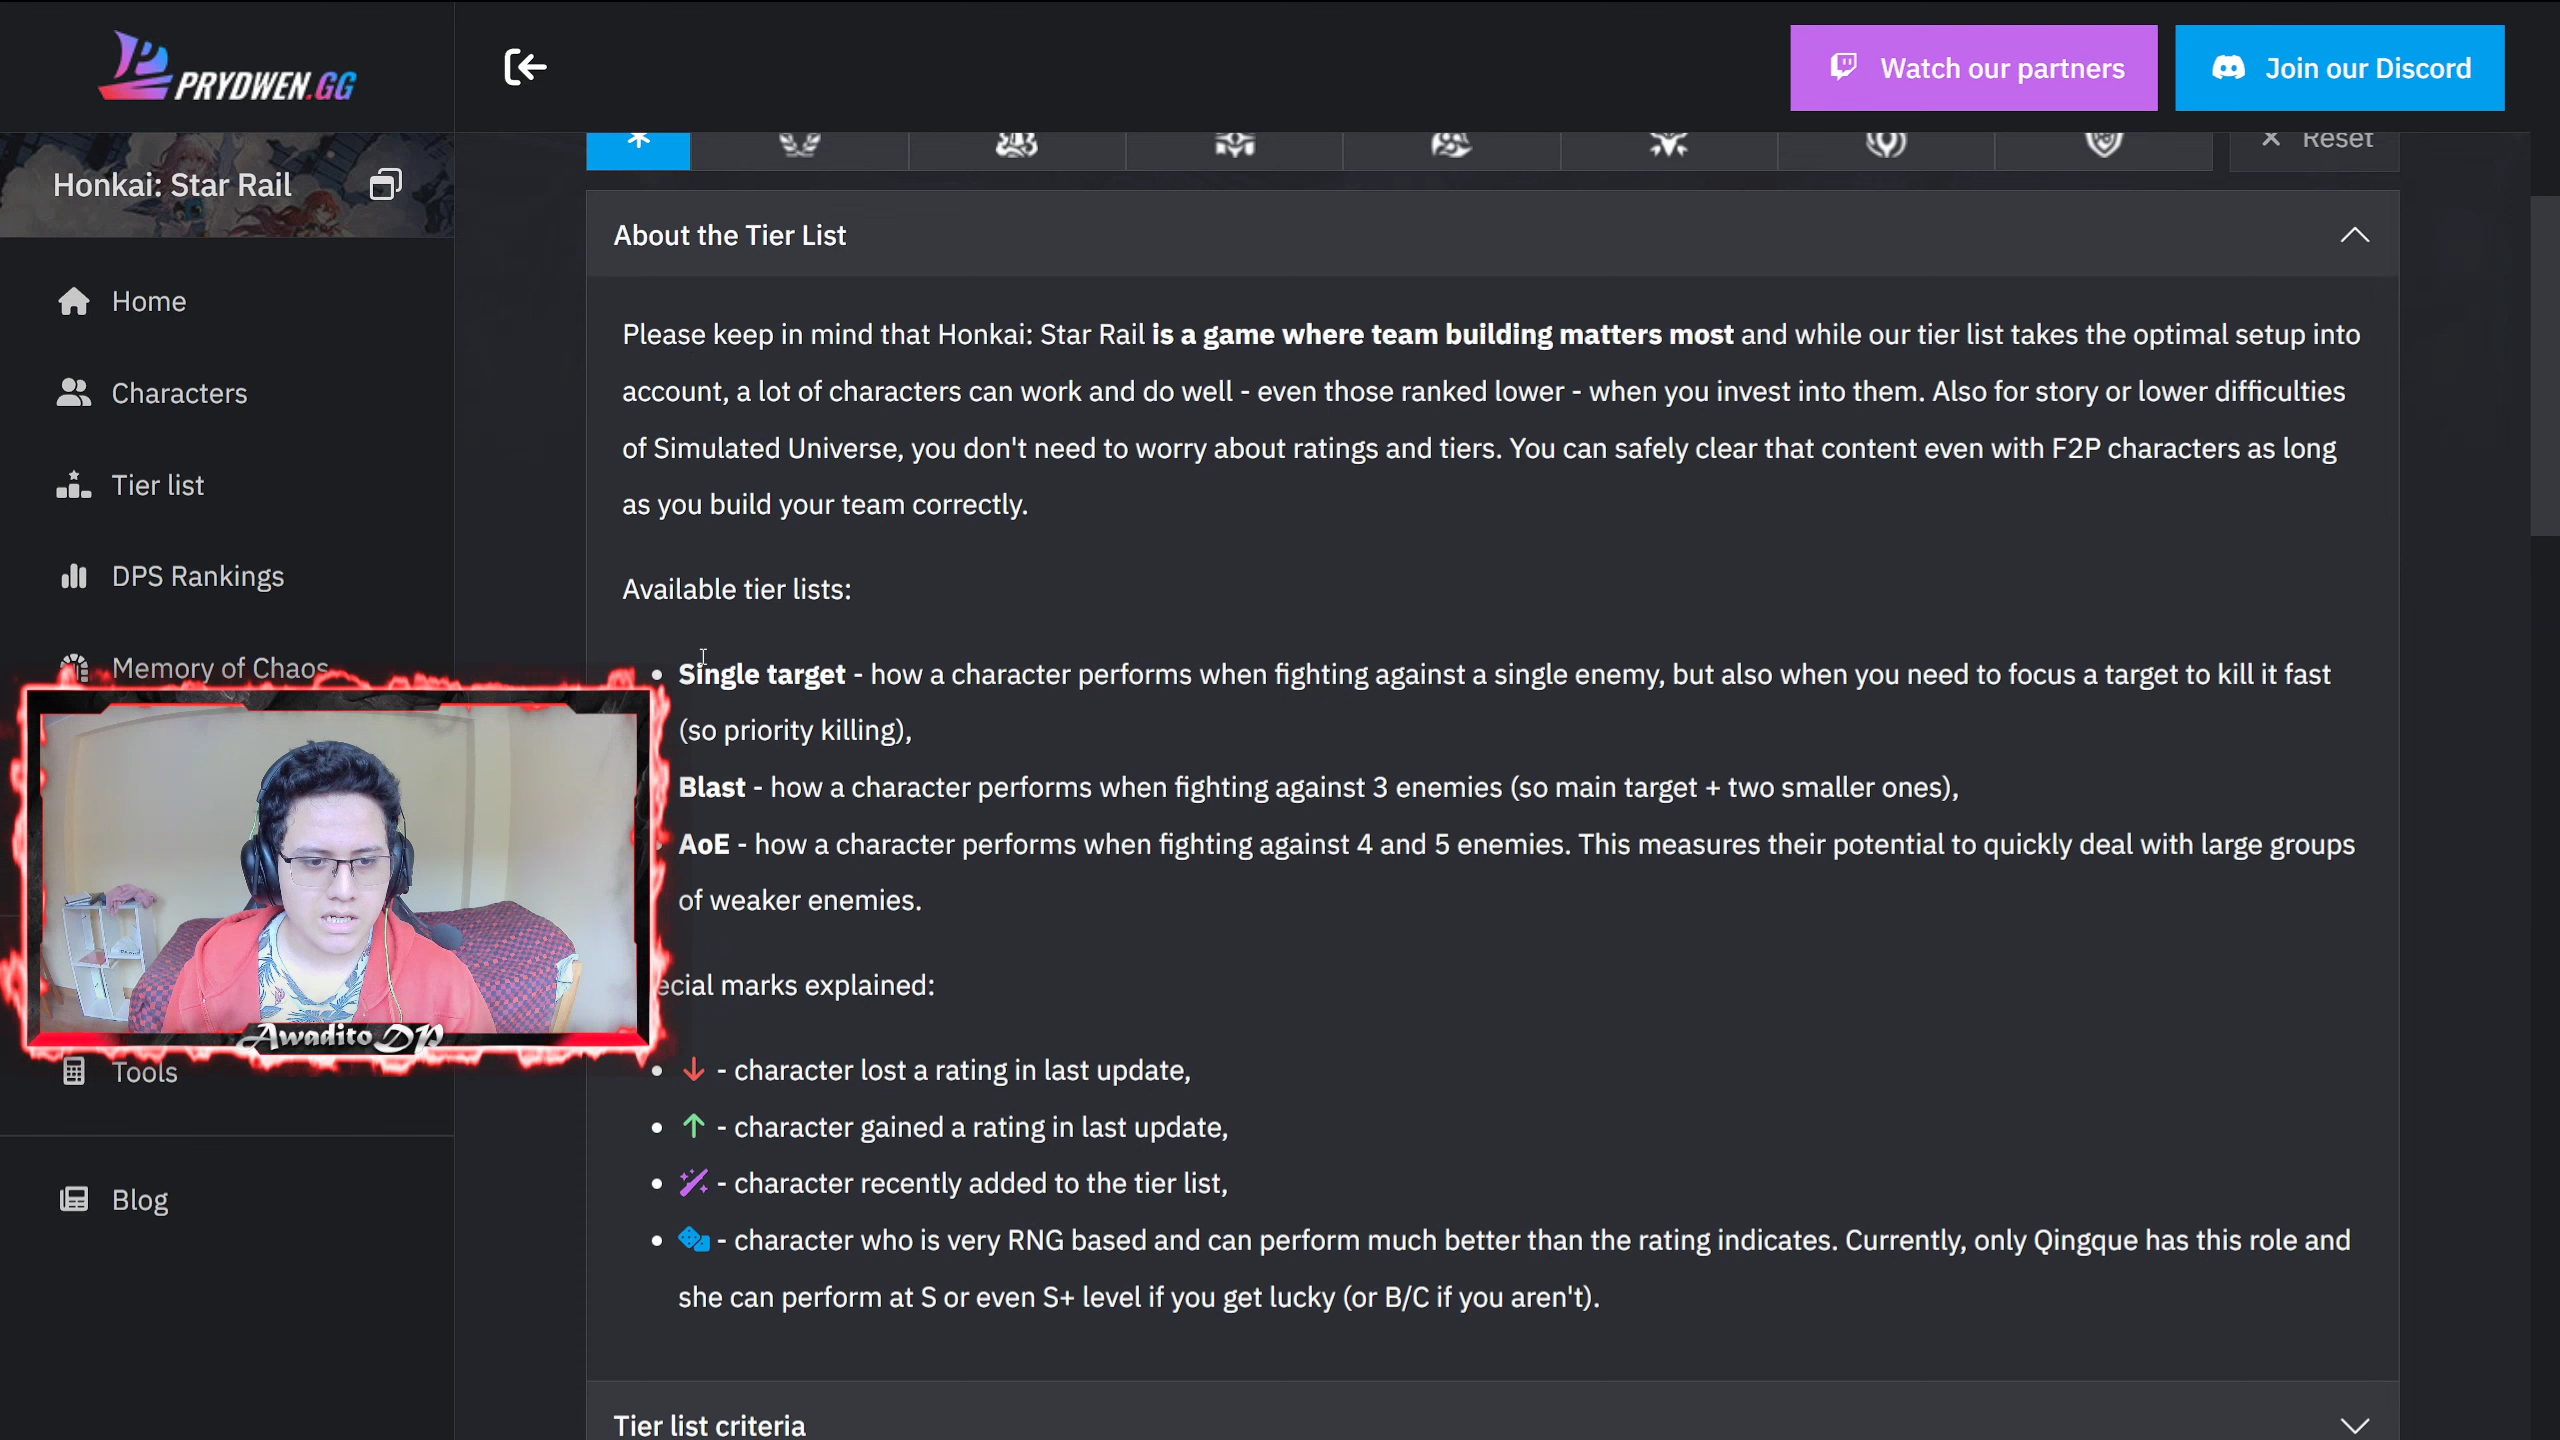 PRYDWEN.GG
Watch our partners
Join our Discord
Honkai: Star Rail
Reset
Home
Characters
Tier list
DPS Rankings
Memory of Chaos
Tools
Blog
About the Tier List
Please keep in mind that Honkai: Star Rail is a game where team building matters most and while our tier list takes the optimal setup into
account, a lot of characters can work and do well - even those ranked lower - when you invest into them. Also for story or lower difficulties
of Simulated Universe, you don't need to worry about ratings and tiers. You can safely clear that content even with F2P characters as long
as you build your team correctly.
Available tier lists:
Single target - how a character performs when fighting against a single enemy, but also when you need to focus a target to kill it fast
(so priority killing),
Blast - how a character performs when fighting against 3 enemies (so main target + two smaller ones),
AoE - how a character performs when fighting against 4 and 5 enemies. This measures their potential to quickly deal with large groups
of weaker enemies.
ecial marks explained:
- character lost a rating in last update,
- character gained a rating in last update,
- character recently added to the tier list,
- character who is very RNG based and can perform much better than the rating indicates. Currently, only Qingque has this role and
she can perform at S or even S+ level if you get lucky (or B/C if you aren't).
Tier list criteria
Awadito DP